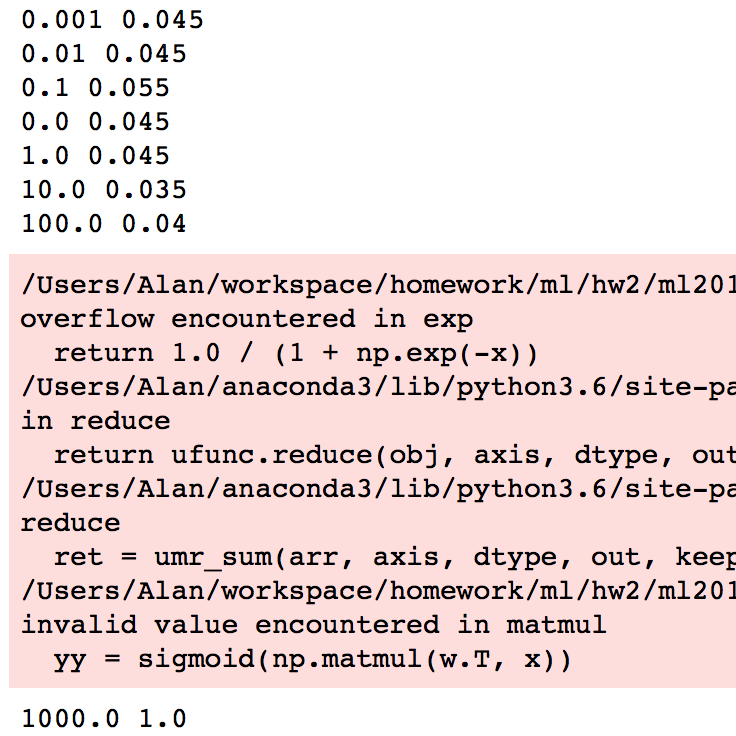 0.001 0.045
0.01 0.045
0.1 0.055
0.0 0.045
1.0 0.045
10.0 0.035
100.0 0.04
/Users/Alan/workspace/homework/ml/hw2/ml201
overflow encountered in exp
  return 1.0 / (1 + np.exp(-x))
/Users/Alan/anaconda3/lib/python3.6/site-pa
in reduce
  return ufunc.reduce(obj, axis, dtype, out
/Users/Alan/anaconda3/lib/python3.6/site-pa
reduce
  ret = umr_sum(arr, axis, dtype, out, keep
/Users/Alan/workspace/homework/ml/hw2/ml201
invalid value encountered in matmul
  yy = sigmoid(np.matmul(w.T, x))
1000.0 1.0